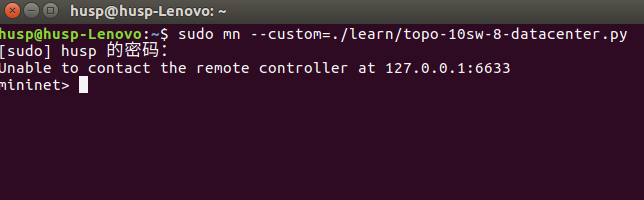 husp@husp-Lenovo: ~
husp@husp-Lenovo:~$ sudo mn --custom=./learn/topo-10sw-8-datacenter.py
[sudo] husp 的密码：
Unable to contact the remote controller at 127.0.0.1:6633
mininet>